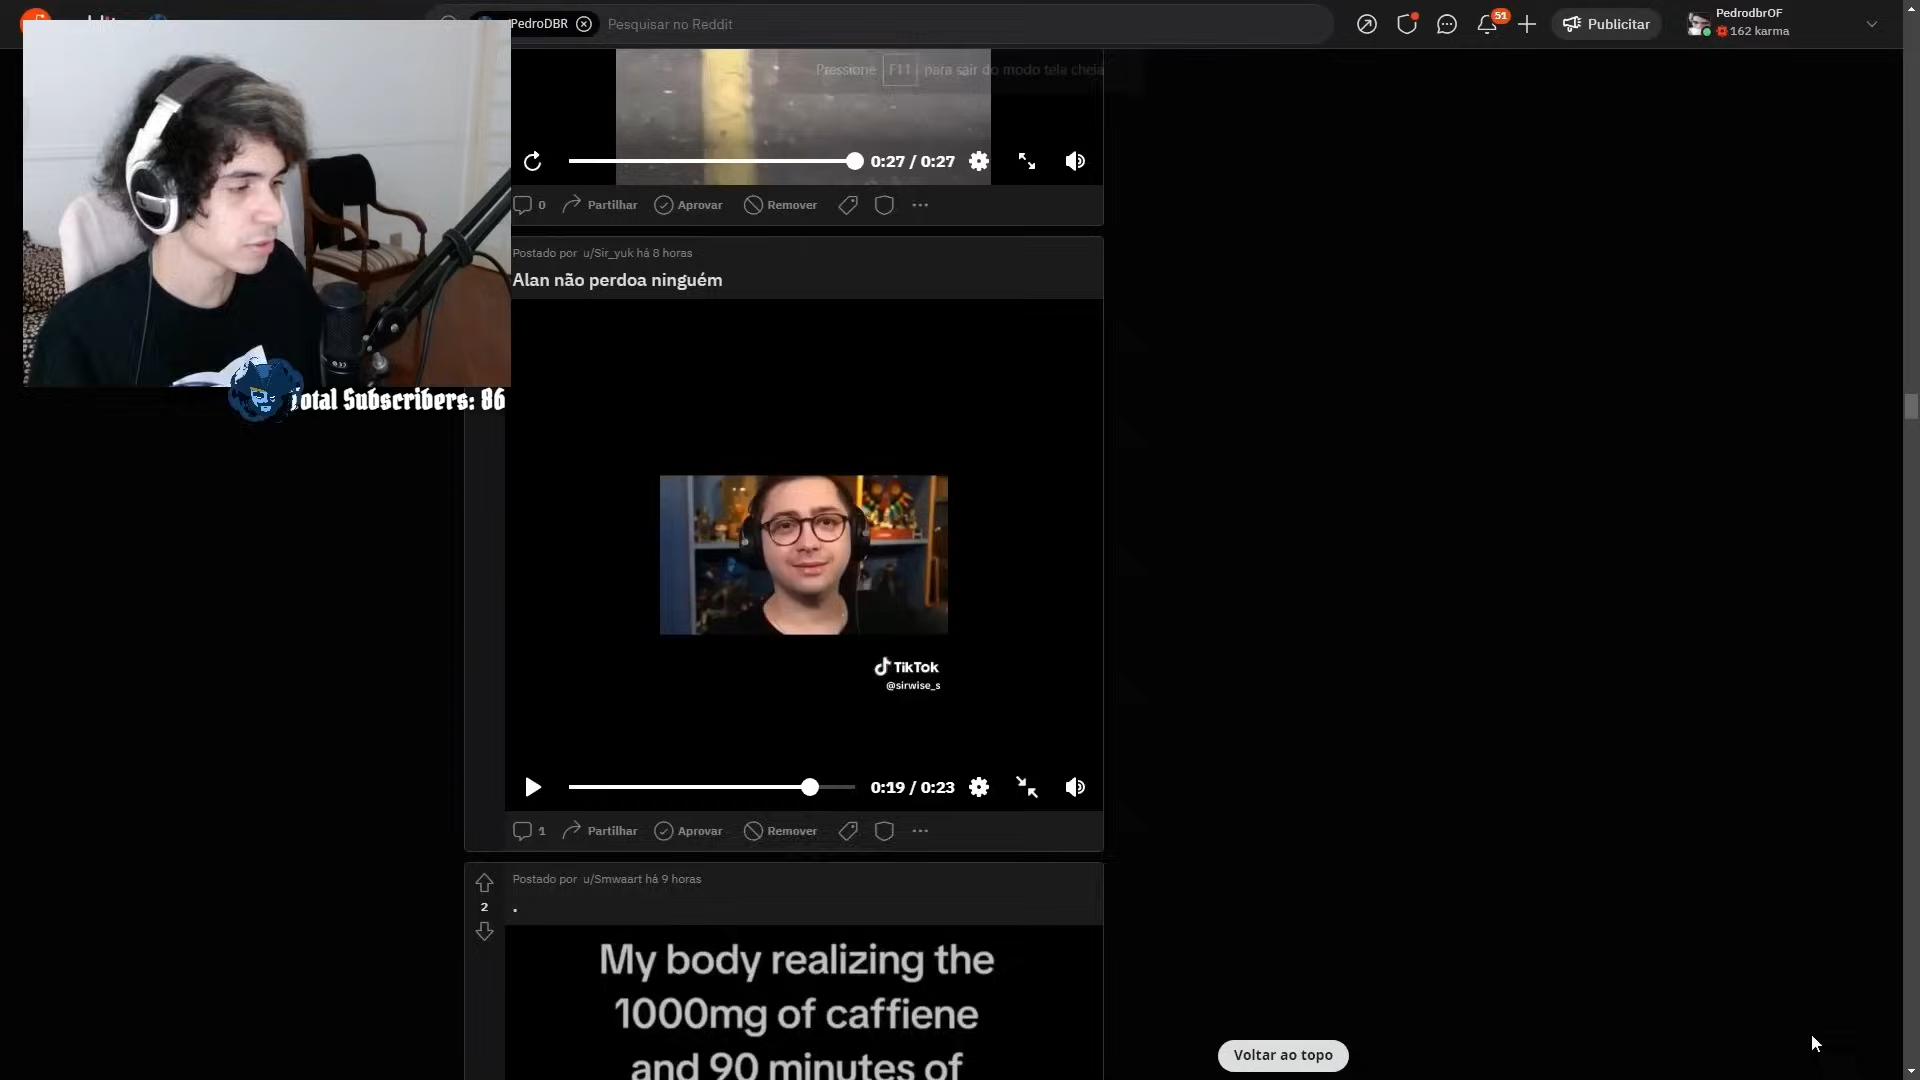 PedroDBR
Pesquisar no Reddit
51
Publicitar
PedrodbrOF
162 karma
Pressione F11 para sair do modo tela cheia
0:27 / 0:27
0 Partilhar Aprovar Remover
Postado por u/Sir_yuk há 8 horas
Alan não perdoa ninguém
Total Subscribers: 86
TikTok
@sirwise_s
0:19 / 0:23
1 Partilhar Aprovar Remover
Postado por u/Smwaart há 9 horas
2
.
My body realizing the
1000mg of caffiene
and 90 minutes of
Voltar ao topo